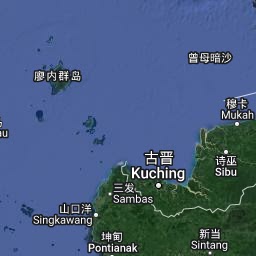 曾母暗沙
廖内群岛
穆卡
Mukah
au
古晋
Kuching
诗巫
Sibu
三发
Sambas
山口洋
Singkawang
坤甸
Pontianak
新当
Sintang